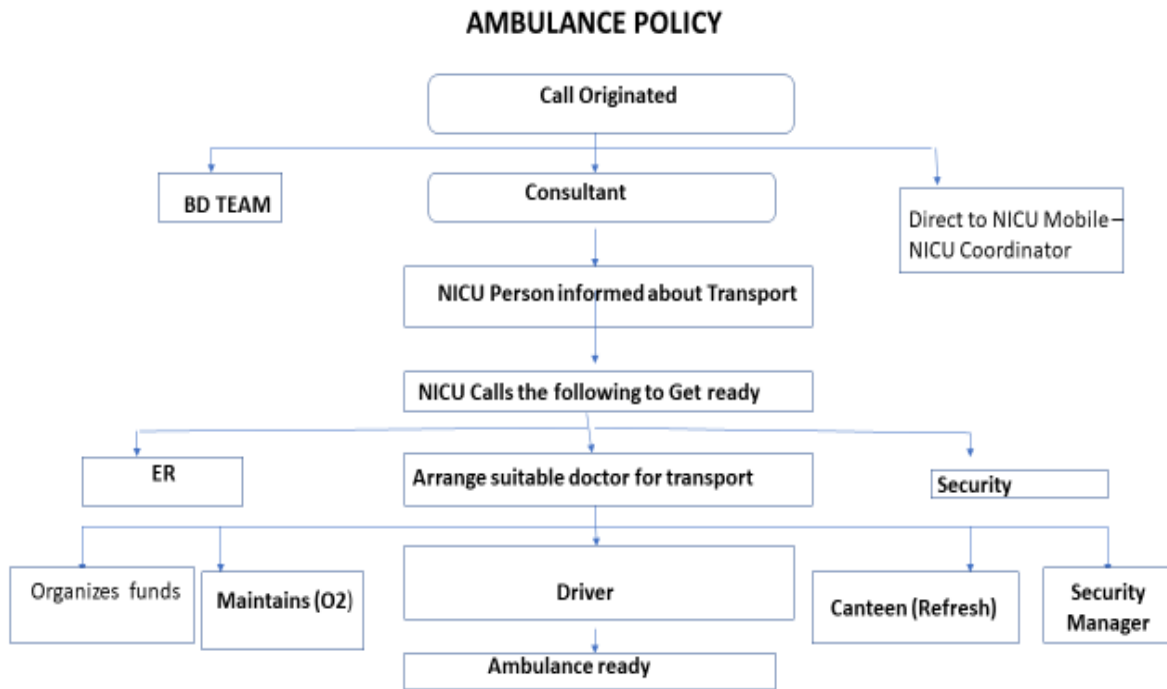 AMBULANCE POLICY
Call Originated
BD TEAM
Consultant
Direct to NICU Mobile–
NICU Coordinator
NICU Person informed about Transport
NICU Calls the following to Get ready
ER
Arrange suitable doctor for transport
Security
Organizes funds
Maintains (O2)
Driver
Canteen (Refresh)
Security
Manager
Ambulance ready